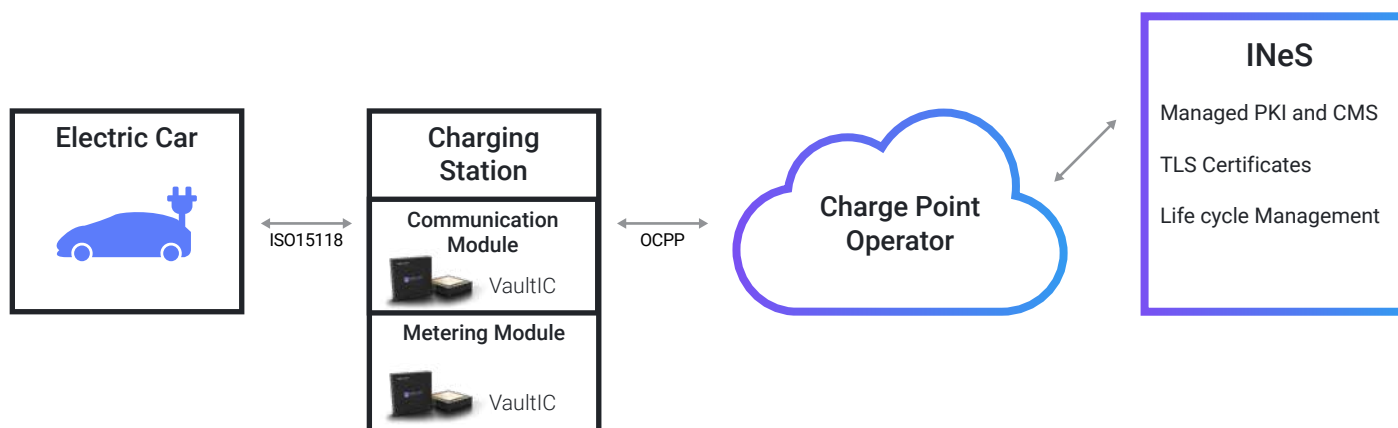 Electric Car
ISO15118
Charging
Station
Communication
Module
VaultIC
Metering Module
VaultIC
OCPP
Charge Point
Operator
INeS
Managed PKI and CMS
TLS Certificates
Life cycle Management